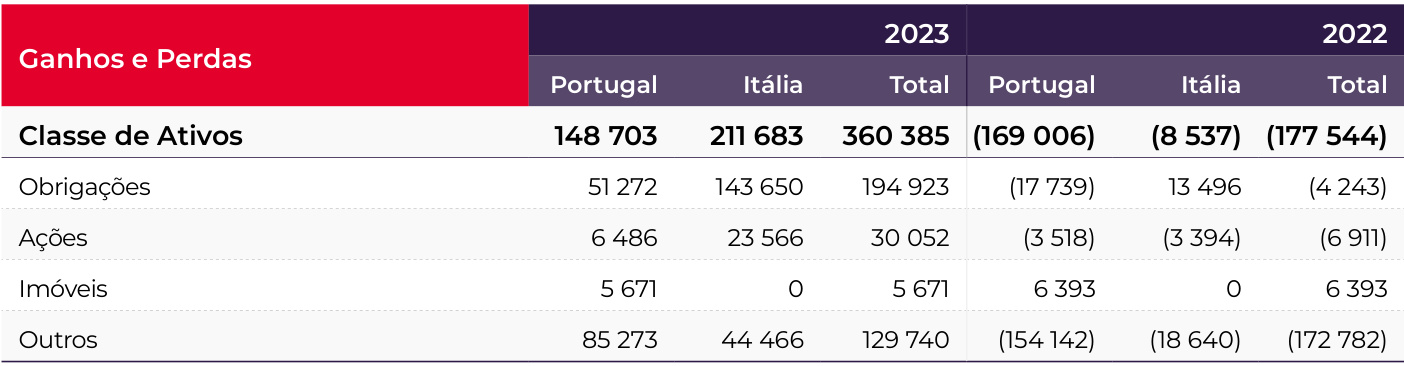 Ganhos e Perdas 2023 2022
Portugal Itália Total Portugal Itália Total
Classe de Ativos 148 703 211 683 360 385 (169 006) (8 537) (177 544)
Obrigações 51 272 143 650 194 923 (17 739) 13 496 (4 243)
Ações 6 486 23 566 30 052 (3 518) (3 394) (6 911)
Imóveis 5 671 0 5 671 6 393 0 6 393
Outros 85 273 44 466 129 740 (154 142) (18 640) (172 782)